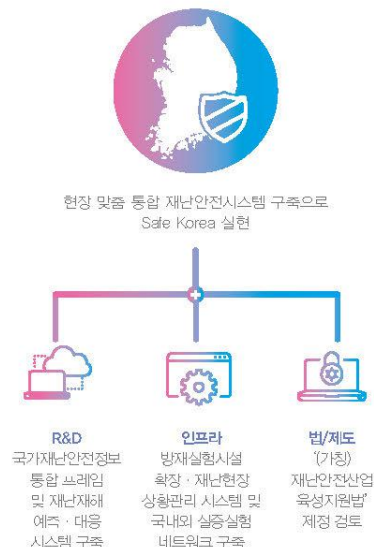 현장 맞춤 통합 재난안전시스템 구축으로
Safe Korea 실현
R&D
국가재난안전정보
통합 프레임
및 재난재해
예측 · 대응
시스템 구축
인프라
방재실험시설
확장 · 재난현장
상황관리 시스템 및
국내외 실증실험
네트워크 구축
법/제도
‘(가칭)
재난안전산업
육성지원법’
제정 검토